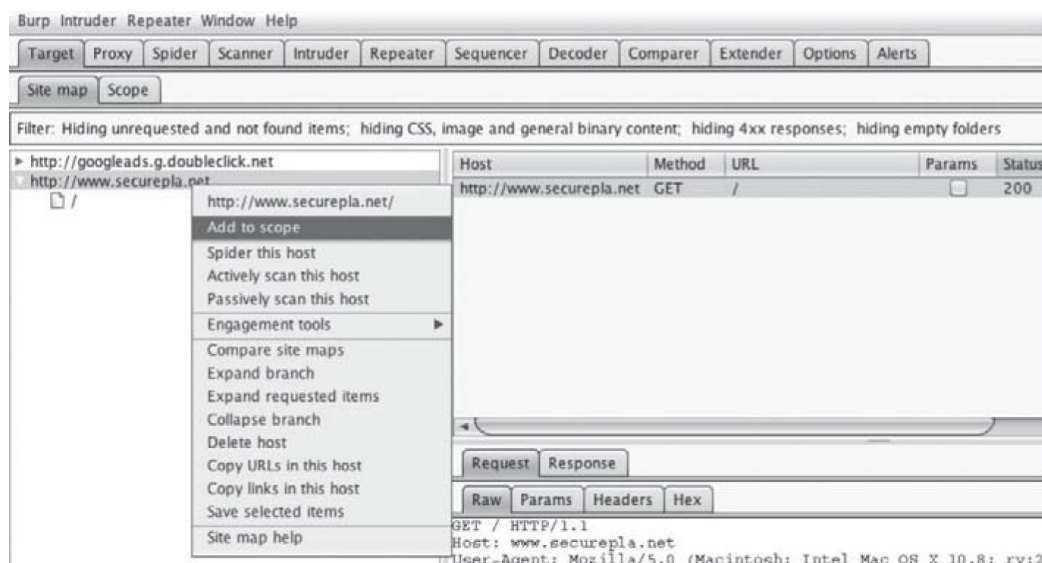 Burp Intruder Repeater Window Help
Target Proxy Spider Scanner Intruder Repeater Sequencer Decoder Comparer Extender Options Alerts
Site map Scope
Filter: Hiding unrequested and not found items; hiding CSS, image and general binary content; hiding 4xx responses; hiding empty folders
http://googleads.g.doubleclick.net
http://www.securepla.net
/
http://www.securepla.net/
Add to scope
Spider this host
Actively scan this host
Passively scan this host
Engagement tools
Compare site maps
Expand branch
Expand requested items
Collapse branch
Delete host
Copy URLs in this host
Copy links in this host
Save selected items
Site map help
Host Method URL Params Status
http://www.securepla.net GET / 200
Request Response
Raw Params Headers Hex
GET / HTTP/1.1
Host: www.securepla.net
User-Agent: Mozilla/5.0 (Macintosh; Intel Mac OS X 10.8; rv:2